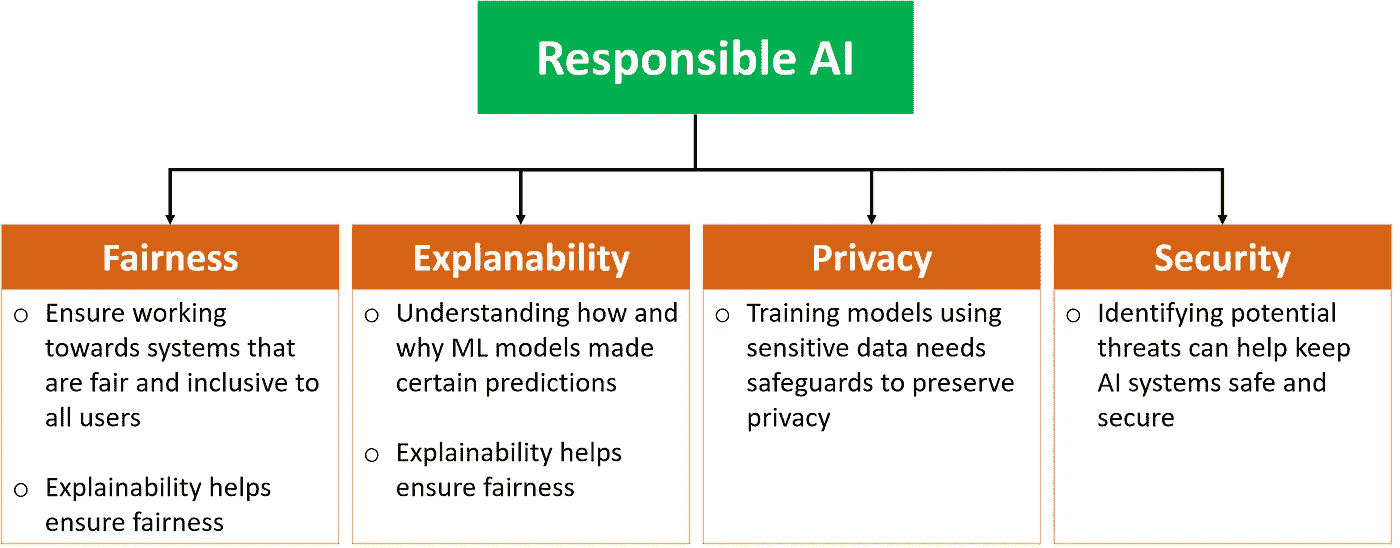 Responsible AI
Fairness
○ Ensure working
towards systems that
are fair and inclusive to
all users
○ Explainability helps
ensure fairness
Explanability
○ Understanding how and
why ML models made
certain predictions
○ Explainability helps
ensure fairness
Privacy
○ Training models using
sensitive data needs
safeguards to preserve
privacy
Security
○ Identifying potential
threats can help keep
AI systems safe and
secure